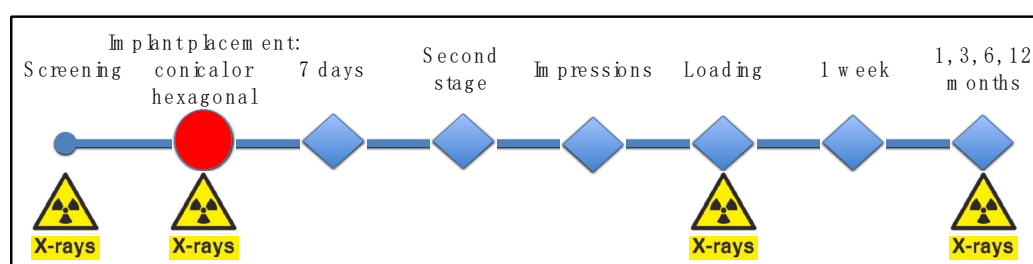 Screening
Implant placement:
conical or
hexagonal
7 days
Second
stage
Impressions
Loading
1 week
1, 3, 6, 12
months
X-rays
X-rays
X-rays
X-rays